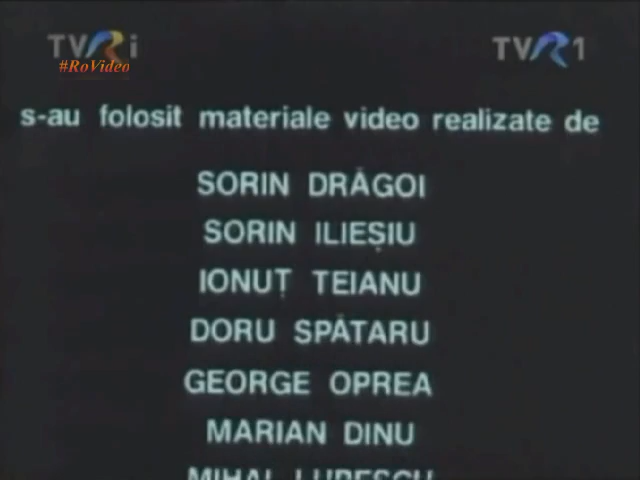 TVRi
TVR1
#RoVideo
s-au folosit materiale video realizate de
SORIN DRĂGOI
SORIN ILIEȘIU
IONUȚ TEIANU
DORU SPĂTARU
GEORGE OPREA
MARIAN DINU